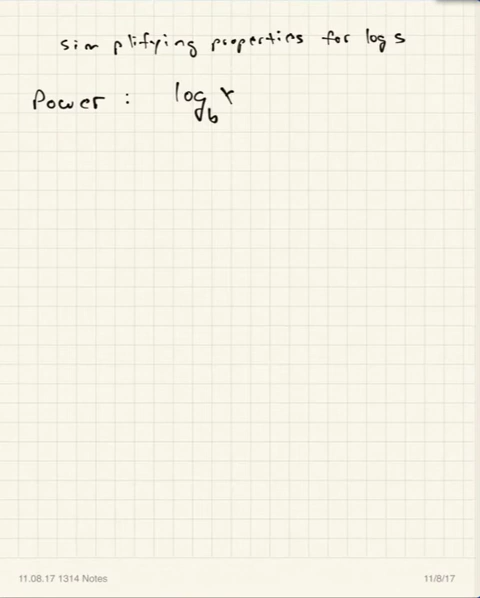 simplifying properties for logs
Power : log_b x
11.08.17 1314 Notes
11/8/17